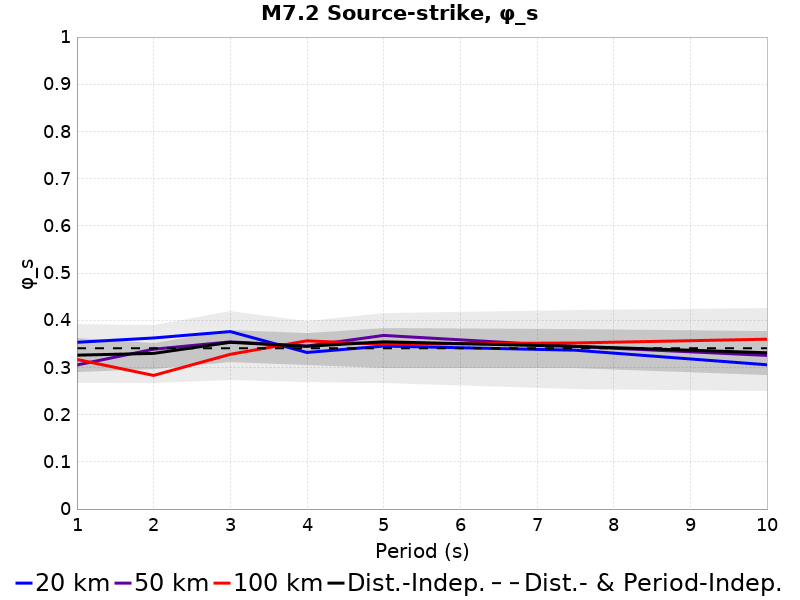 M7.2 Source-strike, φ_s
φ_s
1
0.9
0.8
0.7
0.6
0.5
0.4
0.3
0.2
0.1
0
1 2 3 4 5 6 7 8 9 10
Period (s)
20 km 50 km 100 km Dist.-Indep. Dist.- & Period-Indep.